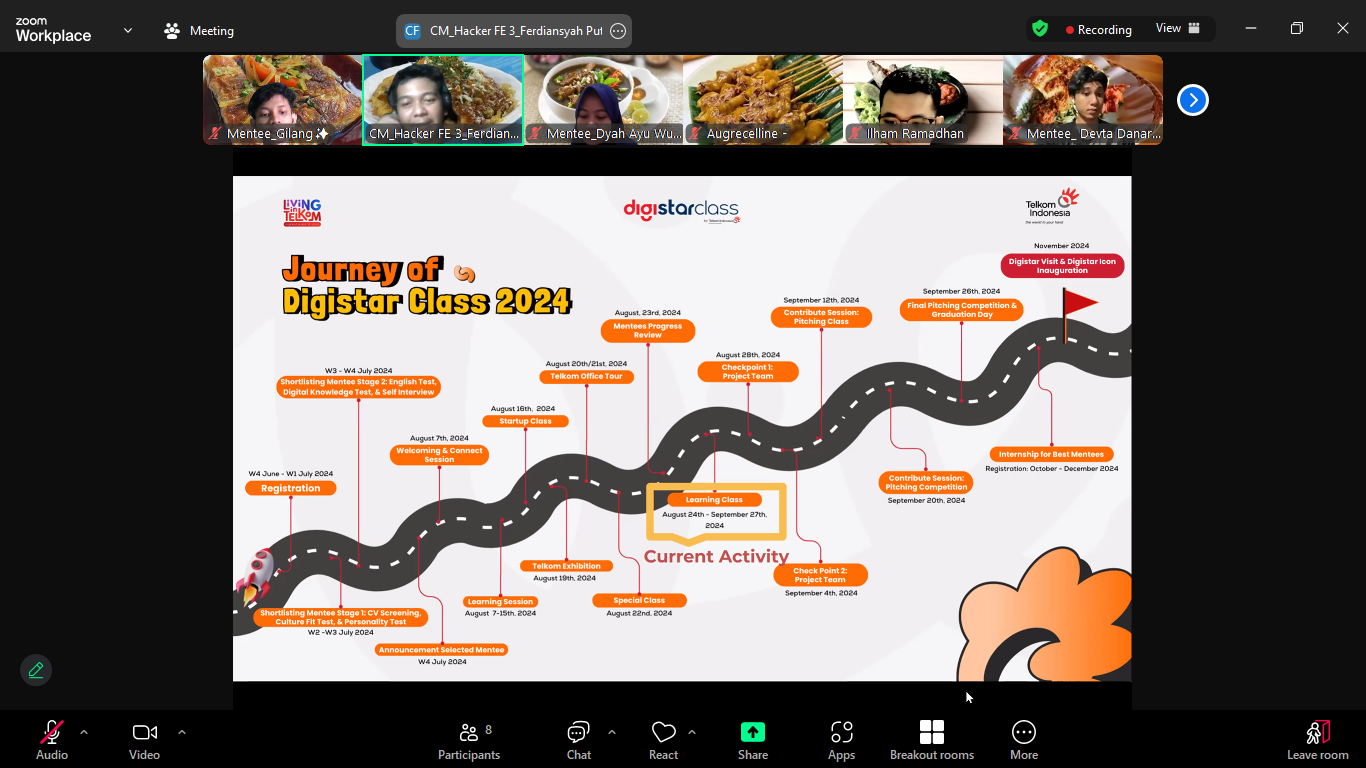 zoom
Workplace
Meeting
CF
CM_Hacker FE 3_Ferdiansyah Put
Recording
View
Mentee_Gilang✨
CM_Hacker FE 3_Ferdian...
Mentee_Dyah Ayu Wu...
Augrecelline -
Ilham Ramadhan
Mentee_ Devta Danar...
LIVING
in
TELKOM
digistarclass
by Telkom Indonesia
Telkom
Indonesia
the world in your hand
Journey of
Digistar Class 2024
November 2024
Digistar Visit & Digistar Icon
Inauguration
September 26th, 2024
Final Pitching Competition &
Graduation Day
September 12th, 2024
Contribute Session:
Pitching Class
August, 23rd, 2024
Mentees Progress
Review
August 28th, 2024
Checkpoint 1:
Project Team
August 20th/21st, 2024
Telkom Office Tour
W3 - W4 July 2024
Shortlisting Mentee Stage 2: English Test,
Digital Knowledge Test, & Self Interview
August 16th, 2024
Startup Class
August 7th, 2024
Welcoming & Connect
Session
W4 June - W1 July 2024
Registration
Internship for Best Mentees
Registration: October - December 2024
Contribute Session:
Pitching Competition
September 20th, 2024
Learning Class
August 24th - September 27th,
2024
Current Activity
Check Point 2:
Project Team
September 4th, 2024
Telkom Exhibition
August 19th, 2024
Special Class
August 22nd, 2024
Learning Session
August 7-15th, 2024
Shortlisting Mentee Stage 1: CV Screening,
Culture Fit Test, & Personality Test
W2 -W3 July 2024
Announcement Selected Mentee
W4 July 2024
Audio
Video
Participants
8
Chat
React
Share
Apps
Breakout rooms
More
Leave room